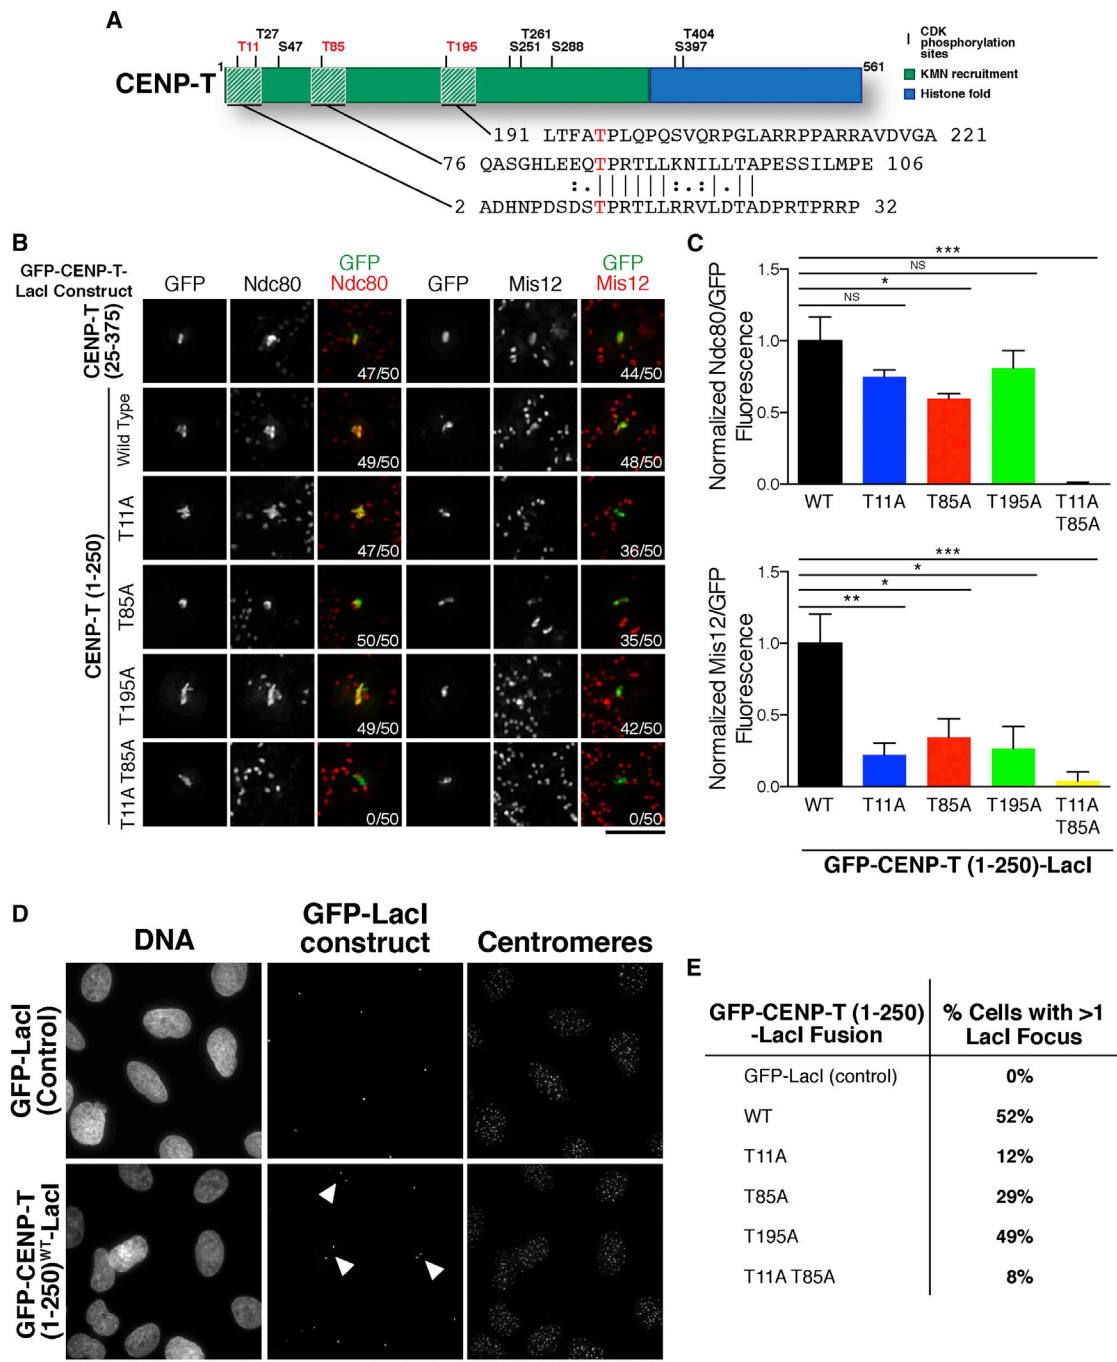 A
T27
T11 S47 T85 T195
T261
S251 S288
T404
S397
CDK
phosphorylation
sites
KMN recruitment
Histone fold
CENP-T
1
561
191 LTFATPLQPQSVQRPGLARRPPARRAVDVGA 221
76 QASGHLEEQTPRTLLKNILLTAPESSILMPE 106
:.||||||:.:|.||
2 ADHNPDSDSTPRTLLRRVLDTADPRTPRRP 32
B
GFP-CENP-T-
LacI Construct
GFP Ndc80 GFP Ndc80 GFP Mis12 GFP Mis12
CENP-T
(25-375)
47/50 44/50
CENP-T (1-250)
Wild Type
49/50 48/50
T11A
47/50 36/50
T85A
50/50 35/50
T195A
49/50 42/50
T11A T85A
0/50 0/50
C
Normalized Ndc80/GFP
Fluorescence
1.5
1.0
0.5
0.0
***
NS
*
NS
WT T11A T85A T195A T11A
T85A
Normalized Mis12/GFP
Fluorescence
1.5
1.0
0.5
0.0
***
*
*
**
WT T11A T85A T195A T11A
T85A
GFP-CENP-T (1-250)-LacI
D
DNA
GFP-LacI
construct
Centromeres
GFP-LacI
(Control)
GFP-CENP-T
(1-250)WT-LacI
E
GFP-CENP-T (1-250)
-LacI Fusion
% Cells with >1
LacI Focus
GFP-LacI (control) 0%
WT 52%
T11A 12%
T85A 29%
T195A 49%
T11A T85A 8%